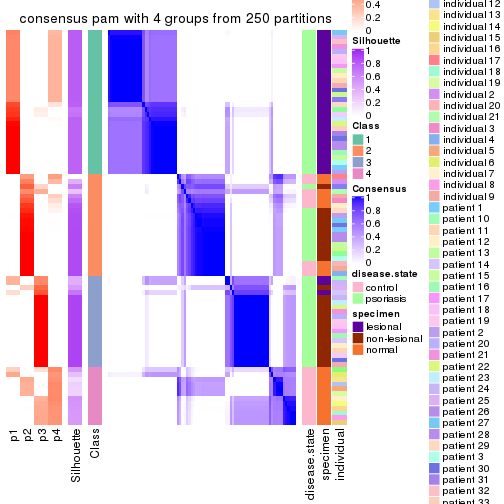 consensus pam with 4 groups from 250 partitions
p1
p2
p3
p4
Silhouette
Class
disease.state
specimen
individual
0.4
0.2
0
Silhouette
1
0.8
0.6
0.4
0.2
0
Class
1
2
3
4
Consensus
1
0.8
0.6
0.4
0.2
0
disease.state
control
psoriasis
specimen
lesional
non-lesional
normal
individual 12
individual 13
individual 14
individual 15
individual 16
individual 17
individual 18
individual 19
individual 2
individual 20
individual 21
individual 3
individual 4
individual 5
individual 6
individual 7
individual 8
individual 9
patient 1
patient 10
patient 11
patient 12
patient 13
patient 14
patient 15
patient 16
patient 17
patient 18
patient 19
patient 2
patient 20
patient 21
patient 22
patient 23
patient 24
patient 25
patient 26
patient 27
patient 28
patient 29
patient 3
patient 30
patient 31
patient 32
patient 33